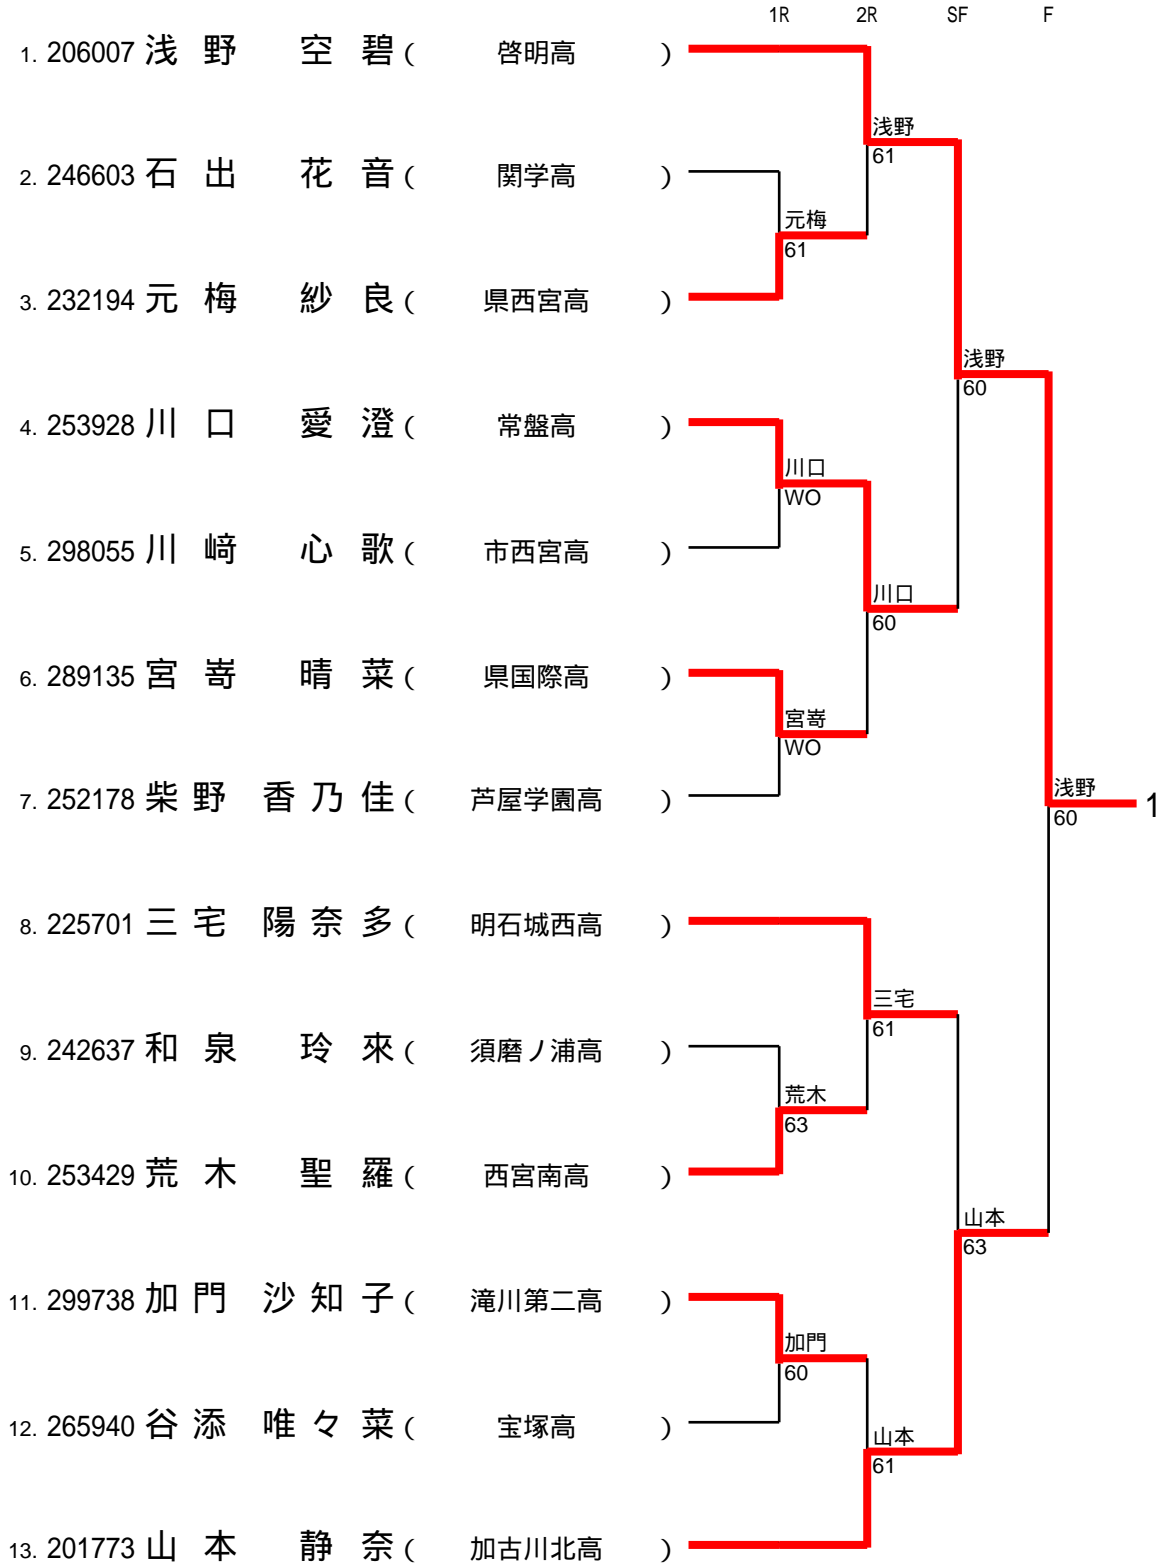 1R 2R SF F
1. 206007 浅野 空碧 ( 啓明高 )
浅野
61
2. 246603 石出 花音 ( 関学高 )
元梅
61
3. 232194 元梅 紗良 ( 県西宮高 )
浅野
60
4. 253928 川口 愛澄 ( 常盤高 )
川口
WO
5. 298055 川﨑 心歌 ( 市西宮高 )
川口
60
6. 289135 宮嵜 晴菜 ( 県国際高 )
宮嵜
WO
7. 252178 柴野 香乃佳 ( 芦屋学園高 )
浅野
60
1
8. 225701 三宅 陽奈多 ( 明石城西高 )
三宅
61
9. 242637 和泉 玲來 ( 須磨ノ浦高 )
荒木
63
10. 253429 荒木 聖羅 ( 西宮南高 )
山本
63
11. 299738 加門 沙知子 ( 滝川第二高 )
加門
60
12. 265940 谷添 唯々菜 ( 宝塚高 )
山本
61
13. 201773 山本 静奈 ( 加古川北高 )